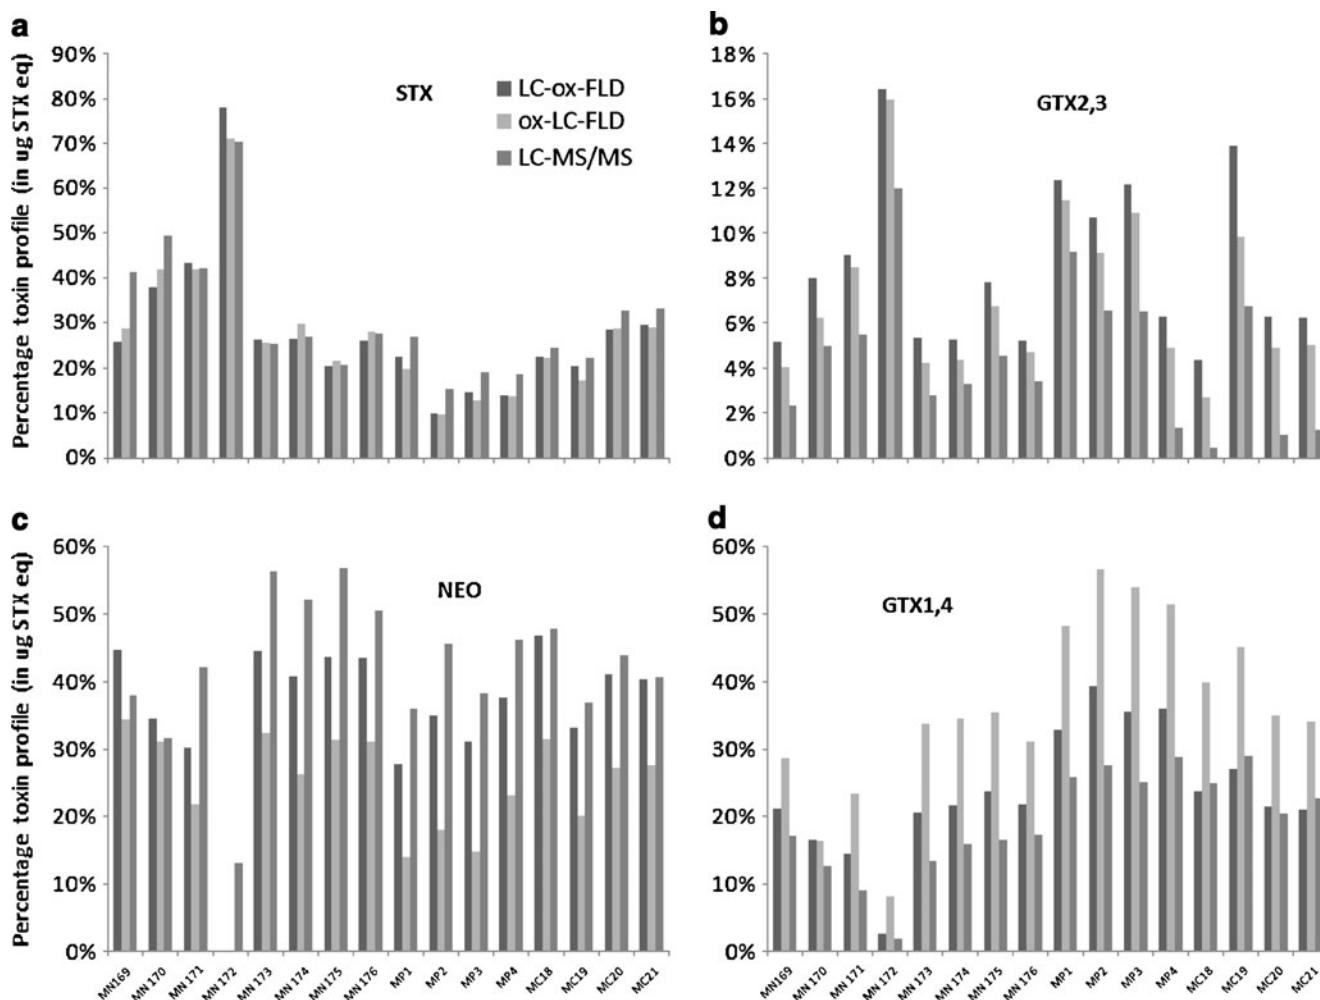 a
b
90%
80%
70%
60%
50%
40%
30%
20%
10%
0%
Percentage toxin profile (in ug STX eq)
STX
LC-ox-FLD
ox-LC-FLD
LC-MS/MS
18%
16%
14%
12%
10%
8%
6%
4%
2%
0%
GTX2,3
c
d
60%
50%
40%
30%
20%
10%
0%
Percentage toxin profile (in ug STX eq)
NEO
MN169
MN 170
MN 171
MN 172
MN 173
MN 174
MN 175
MN 176
MP1
MP2
MP3
MP4
MC18
MC19
MC20
MC21
60%
50%
40%
30%
20%
10%
0%
GTX1,4
MN169
MN 170
MN 171
MN 172
MN 173
MN 174
MN 175
MN 176
MP1
MP2
MP3
MP4
MC18
MC19
MC20
MC21